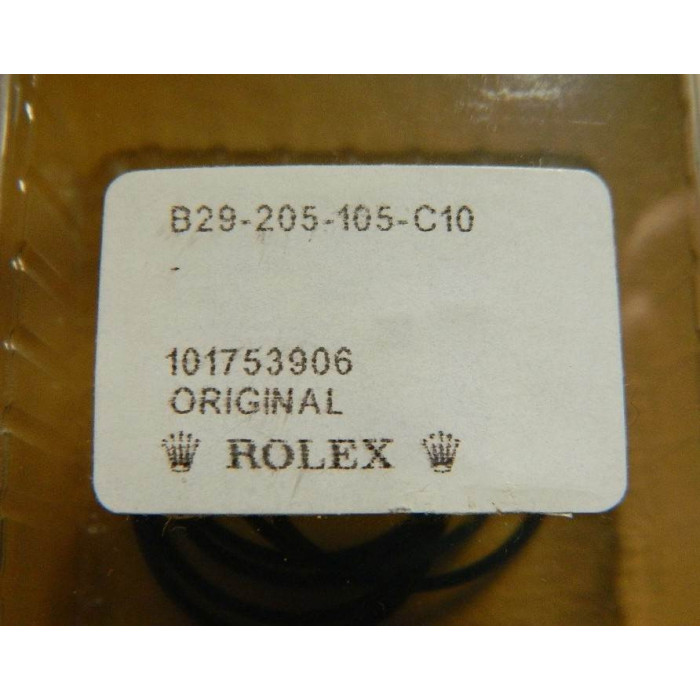 B29-205-105-C10
-
101753906
ORIGINAL
ROLEX